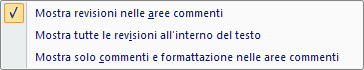 Mostra revisioni nelle aree commenti
Mostra tutte le revisioni all'interno del testo
Mostra solo commenti e formattazione nelle aree commenti